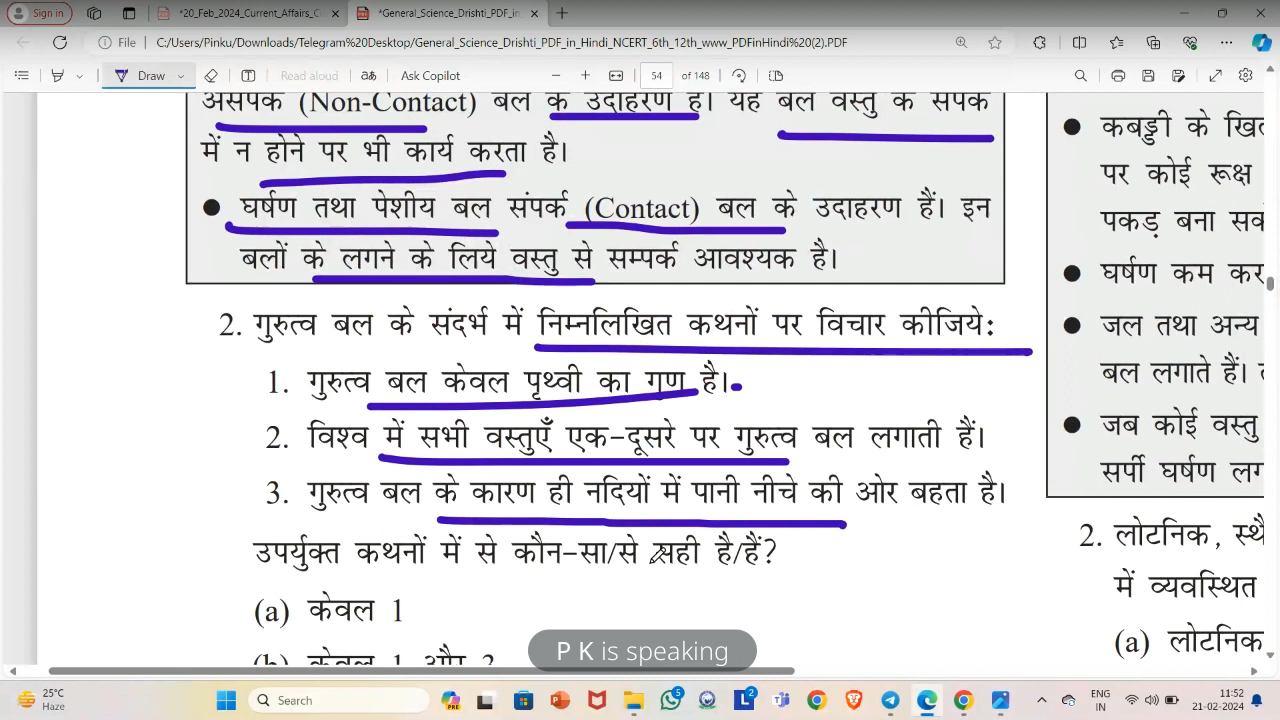 Sign in
*20_Feb_2024_Current_Affairs_C
*General_Science_Drishti_PDF_in
File
C:/Users/Pinku/Downloads/Telegram%20Desktop/General_Science_Drishti_PDF_in_Hindi_NCERT_6th_12th_www_PDFinHindi%20(2).PDF
Draw
Read aloud
aあ
Ask Copilot
54 of 148
असंपर्क (Non-Contact) बल के उदाहरण हैं। यह बल वस्तु के संपर्क
में न होने पर भी कार्य करता है।
● घर्षण तथा पेशीय बल संपर्क (Contact) बल के उदाहरण हैं। इन
बलों के लगने के लिये वस्तु से सम्पर्क आवश्यक है।
2. गुरुत्व बल के संदर्भ में निम्नलिखित कथनों पर विचार कीजिये:
1. गुरुत्व बल केवल पृथ्वी का गुण है।
2. विश्व में सभी वस्तुएँ एक-दूसरे पर गुरुत्व बल लगाती हैं।
3. गुरुत्व बल के कारण ही नदियों में पानी नीचे की ओर बहता है।
उपर्युक्त कथनों में से कौन-सा/से सही है/हैं?
(a) केवल 1
● कबड्डी के खि
पर कोई रूक्ष
पकड़ बना सक
● घर्षण कम कर
● जल तथा अन्य
बल लगाते हैं।
● जब कोई वस्तु
सर्पी घर्षण लग
2. लोटनिक, स्थै
में व्यवस्थित
(a) लोटनिक
P K is speaking
25°C
Haze
Search
PRE
5
2
ENG
IN
11:52
21-02-2024